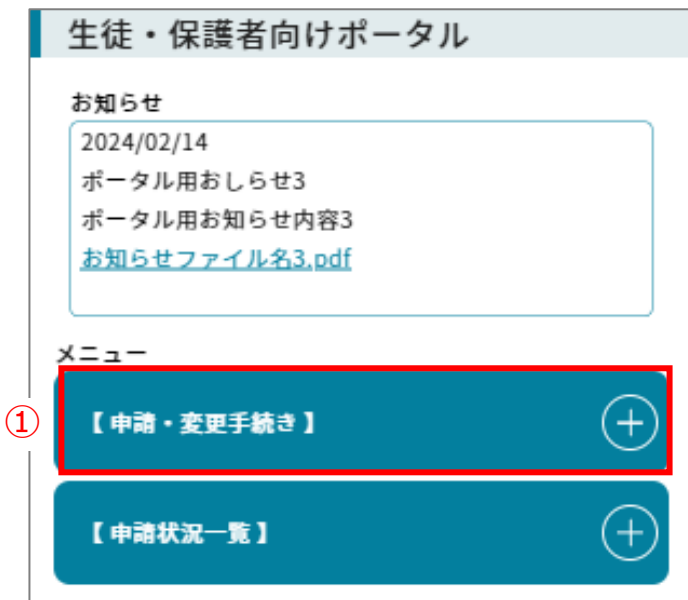 生徒・保護者向けポータル
お知らせ
2024/02/14
ポータル用おしらせ3
ポータル用お知らせ内容3
お知らせファイル名3.pdf
メニュー
①
【 申請・変更手続き 】
【 申請状況一覧 】